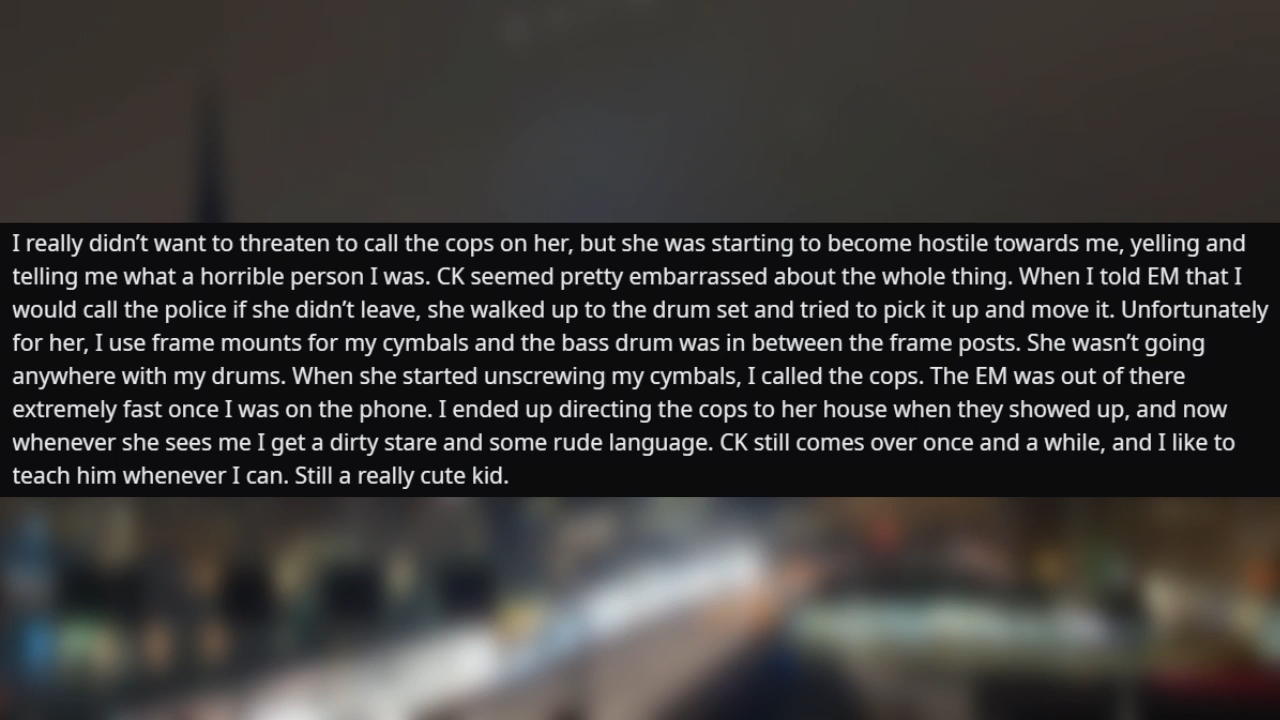 I really didn’t want to threaten to call the cops on her, but she was starting to become hostile towards me, yelling and
telling me what a horrible person I was. CK seemed pretty embarrassed about the whole thing. When I told EM that I
would call the police if she didn’t leave, she walked up to the drum set and tried to pick it up and move it. Unfortunately
for her, I use frame mounts for my cymbals and the bass drum was in between the frame posts. She wasn’t going
anywhere with my drums. When she started unscrewing my cymbals, I called the cops. The EM was out of there
extremely fast once I was on the phone. I ended up directing the cops to her house when they showed up, and now
whenever she sees me I get a dirty stare and some rude language. CK still comes over once and a while, and I like to
teach him whenever I can. Still a really cute kid.